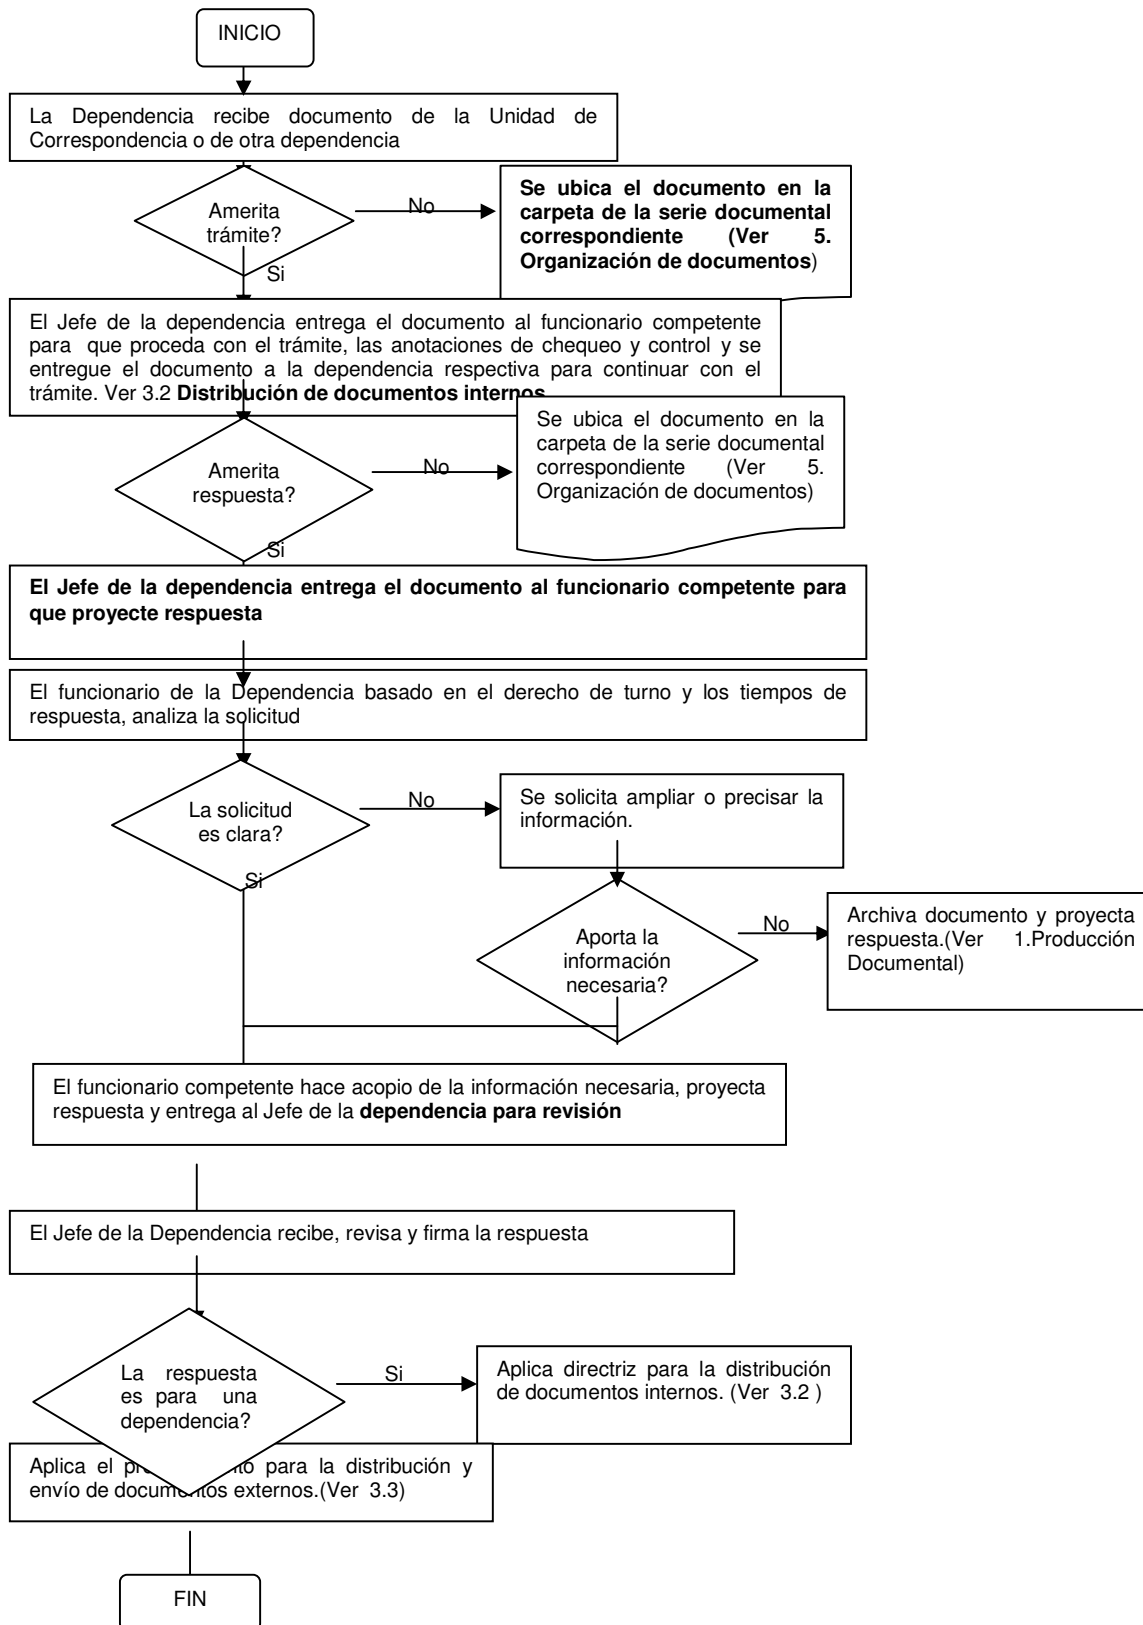 INICIO
La Dependencia recibe documento de la Unidad de
Correspondencia o de otra dependencia
Amerita
trámite?
No
Se ubica el documento en la
carpeta de la serie documental
correspondiente (Ver 5.
Organización de documentos)
Si
El Jefe de la dependencia entrega el documento al funcionario competente
para que proceda con el trámite, las anotaciones de chequeo y control y se
entregue el documento a la dependencia respectiva para continuar con el
trámite. Ver 3.2 Distribución de documentos internos
Amerita
respuesta?
No
Se ubica el documento en la
carpeta de la serie documental
correspondiente (Ver 5.
Organización de documentos)
Si
El Jefe de la dependencia entrega el documento al funcionario competente para
que proyecte respuesta
El funcionario de la Dependencia basado en el derecho de turno y los tiempos de
respuesta, analiza la solicitud
La solicitud
es clara?
No
Se solicita ampliar o precisar la
información.
Si
Aporta la
información
necesaria?
No
Archiva documento y proyecta
respuesta.(Ver 1.Producción
Documental)
El funcionario competente hace acopio de la información necesaria, proyecta
respuesta y entrega al Jefe de la dependencia para revisión
El Jefe de la Dependencia recibe, revisa y firma la respuesta
La respuesta
es para una
dependencia?
Si
Aplica directriz para la distribución
de documentos internos. (Ver 3.2 )
Aplica el para la distribución y
envío de documentos externos.(Ver 3.3)
FIN